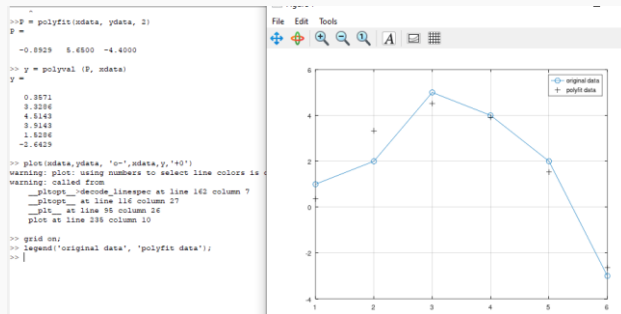 >>P = polyfit(xdata, ydata, 2)
P =
-0.8929 5.6500 -4.4000
>> y = polyval (P, xdata)
y =
0.3571
3.3286
4.5143
3.9143
1.5286
-2.6429
>> plot(xdata,ydata, 'o-',xdata,y,'+0')
warning: plot: using numbers to select line colors is
warning: called from
__pltopt__>decode_linespec at line 162 column 7
__pltopt__ at line 116 column 27
__plt__ at line 95 column 26
plot at line 235 column 10
>> grid on;
>> legend('original data', 'polyfit data');
>>
File Edit Tools
A
original data
polyfit data
6
4
2
0
-2
-4
1 2 3 4 5 6